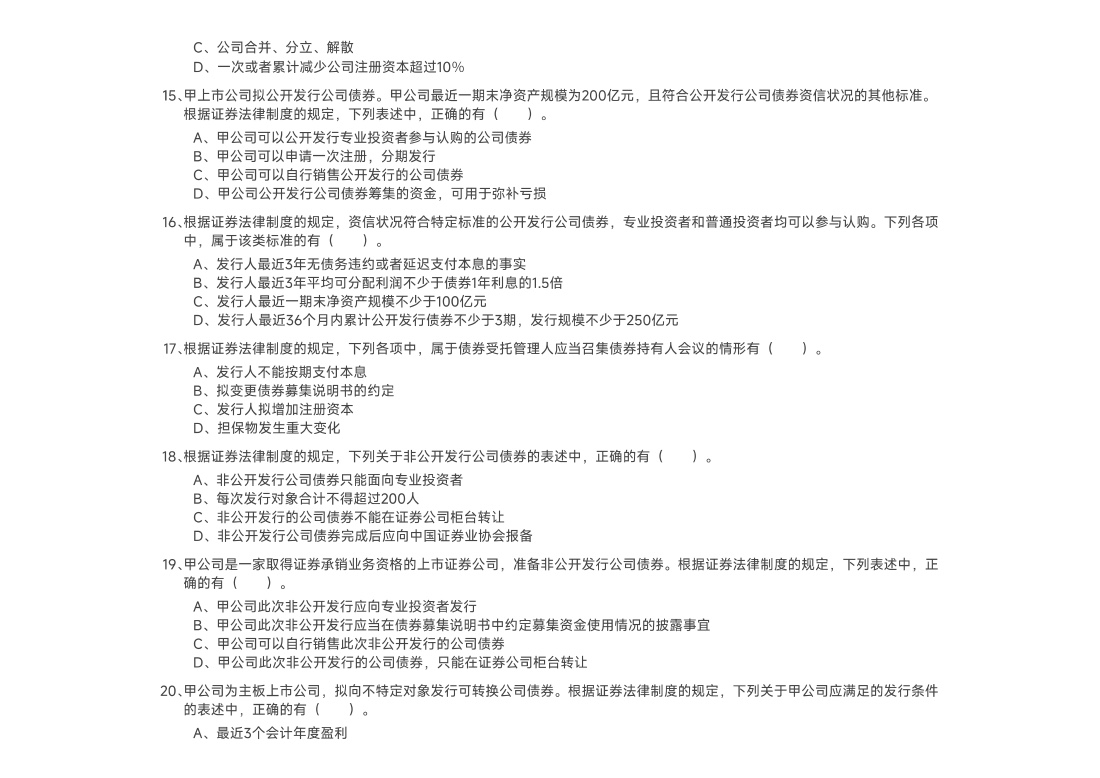 C、公司合并、分立、解散
D、一次或者累计减少公司注册资本超过10%
15、甲上市公司拟公开发行公司债券。甲公司最近一期末净资产规模为200亿元，且符合公开发行公司债券资信状况的其他标准。
根据证券法律制度的规定，下列表述中，正确的有（　　）。
A、甲公司可以公开发行专业投资者参与认购的公司债券
B、甲公司可以申请一次注册，分期发行
C、甲公司可以自行销售公开发行的公司债券
D、甲公司公开发行公司债券筹集的资金，可用于弥补亏损
16、根据证券法律制度的规定，资信状况符合特定标准的公开发行公司债券，专业投资者和普通投资者均可以参与认购。下列各项
中，属于该类标准的有（　　）。
A、发行人最近3年无债务违约或者延迟支付本息的事实
B、发行人最近3年平均可分配利润不少于债券1年利息的1.5倍
C、发行人最近一期末净资产规模不少于100亿元
D、发行人最近36个月内累计公开发行债券不少于3期，发行规模不少于250亿元
17、根据证券法律制度的规定，下列各项中，属于债券受托管理人应当召集债券持有人会议的情形有（　　）。
A、发行人不能按期支付本息
B、拟变更债券募集说明书的约定
C、发行人拟增加注册资本
D、担保物发生重大变化
18、根据证券法律制度的规定，下列关于非公开发行公司债券的表述中，正确的有（　　）。
A、非公开发行公司债券只能面向专业投资者
B、每次发行对象合计不得超过200人
C、非公开发行的公司债券不能在证券公司柜台转让
D、非公开发行公司债券完成后应向中国证券业协会报备
19、甲公司是一家取得证券承销业务资格的上市证券公司，准备非公开发行公司债券。根据证券法律制度的规定，下列表述中，正
确的有（　　）。
A、甲公司此次非公开发行应向专业投资者发行
B、甲公司此次非公开发行应当在债券募集说明书中约定募集资金使用情况的披露事宜
C、甲公司可以自行销售此次非公开发行的公司债券
D、甲公司此次非公开发行的公司债券，只能在证券公司柜台转让
20、甲公司为主板上市公司，拟向不特定对象发行可转换公司债券。根据证券法律制度的规定，下列关于甲公司应满足的发行条件
的表述中，正确的有（　　）。
A、最近3个会计年度盈利